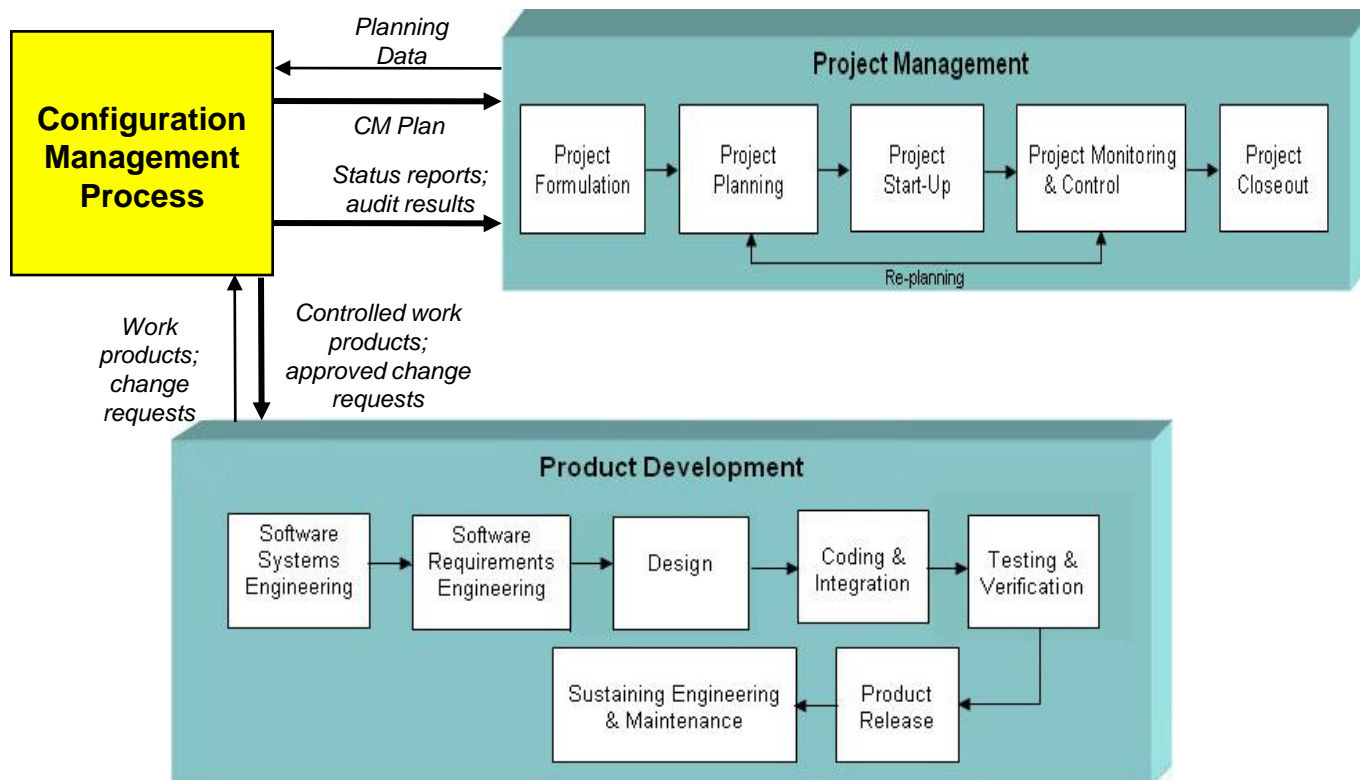 Planning
Data
Configuration
Management
Process
CM Plan
Status reports;
audit results
Project Management
Project
Formulation
Project
Planning
Project
Start-Up
Project Monitoring
& Control
Project
Closeout
Re-planning
Work
products;
change
requests
Controlled work
products;
approved change
requests
Product Development
Software
Systems
Engineering
Software
Requirements
Engineering
Design
Coding &
Integration
Testing &
Verification
Sustaining Engineering
& Maintenance
Product
Release